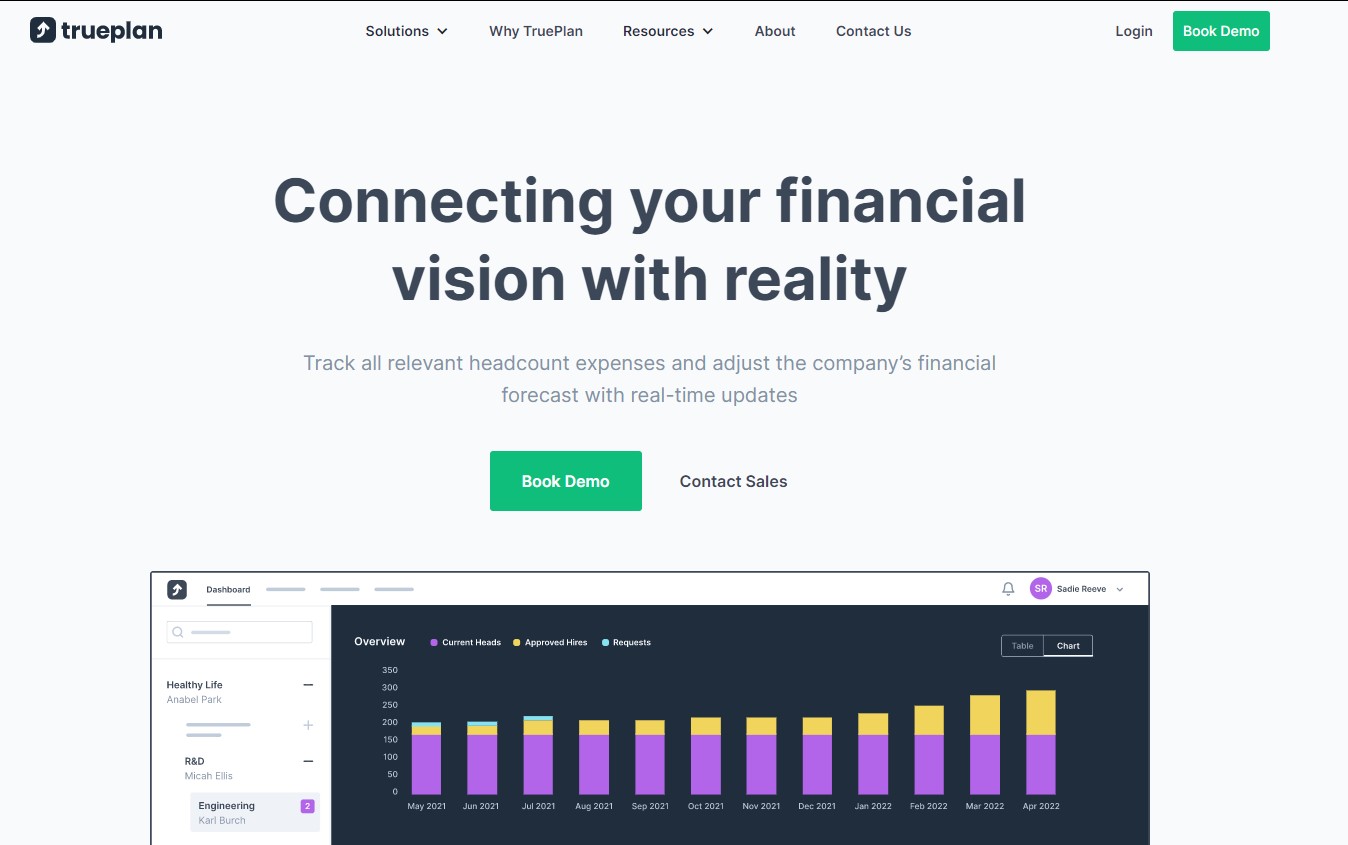 trueplan
Solutions
Why TruePlan
Resources
About
Contact Us
Login
Book Demo
Connecting your financial
vision with reality
Track all relevant headcount expenses and adjust the company’s financial
forecast with real-time updates
Book Demo
Contact Sales
Dashboard
SR
Sadie Reeve
Healthy Life
Anabel Park
R&D
Micah Ellis
Engineering
2
Karl Burch
Overview
Current Heads
Approved Hires
Requests
Table
Chart
350
300
250
200
150
100
50
0
May 2021
Jun 2021
Jul 2021
Aug 2021
Sep 2021
Oct 2021
Nov 2021
Dec 2021
Jan 2022
Feb 2022
Mar 2022
Apr 2022